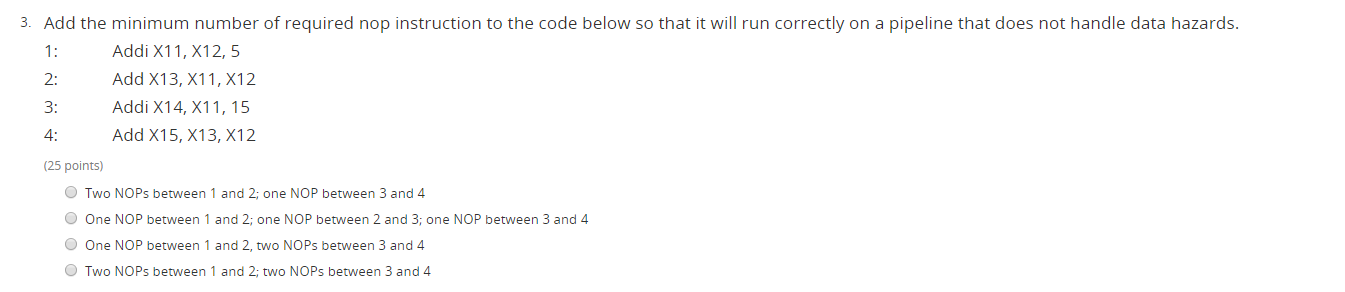 3. Add the minimum number of required nop instruction to the code below so that it will run correctly on a pipeline that does not handle data hazards.
1: Addi X11, X12, 5
2: Add X13, X11, X12
3: Addi X14, X11, 15
4: Add X15, X13, X12
(25 points)
Two NOPs between 1 and 2; one NOP between 3 and 4
One NOP between 1 and 2; one NOP between 2 and 3; one NOP between 3 and 4
One NOP between 1 and 2, two NOPs between 3 and 4
Two NOPs between 1 and 2; two NOPs between 3 and 4